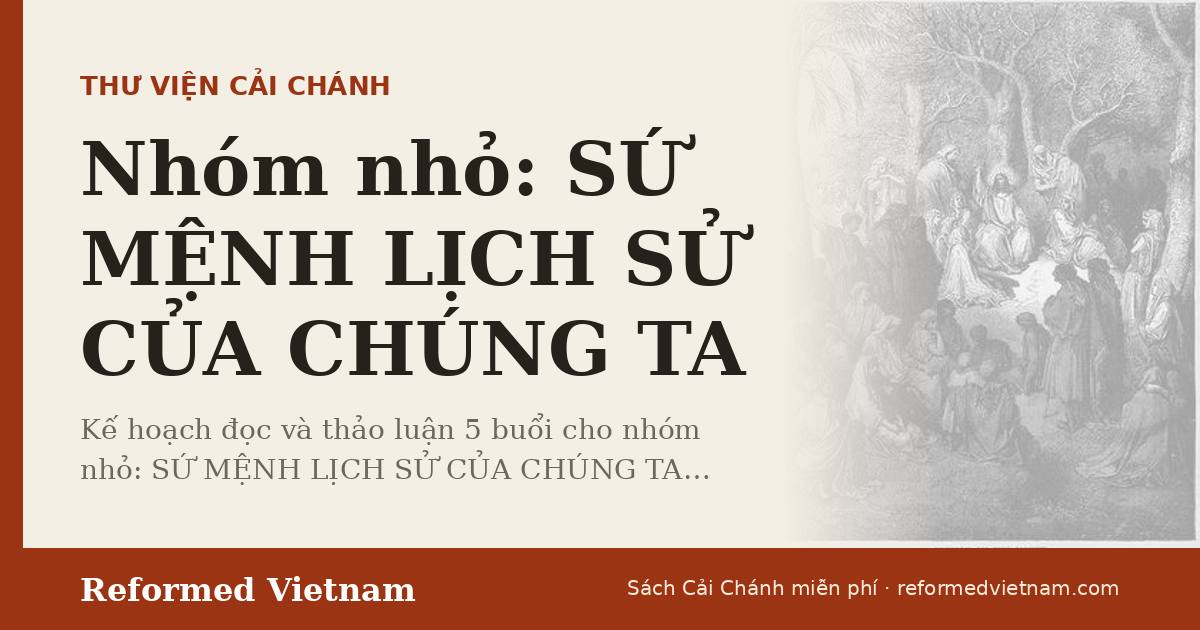 THƯ VIỆN CẢI CHÁNH
Nhóm nhỏ: SỨ
MỆNH LỊCH SỬ
CỦA CHÚNG TA
Kế hoạch đọc và thảo luận 5 buổi cho nhóm
nhỏ: SỨ MỆNH LỊCH SỬ CỦA CHÚNG TA...
Reformed Vietnam
Sách Cải Chánh miễn phí · reformedvietnam.com